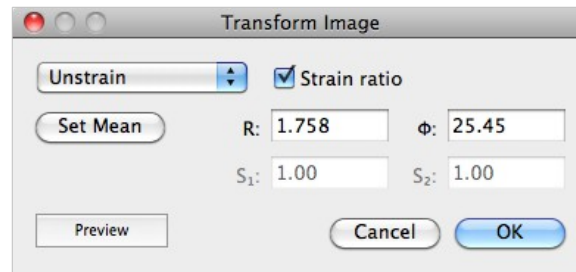 Transform Image
Unstrain Strain ratio
Set Mean R: 1.758 Φ: 25.45
S₁: 1.00 S₂: 1.00
Preview Cancel OK